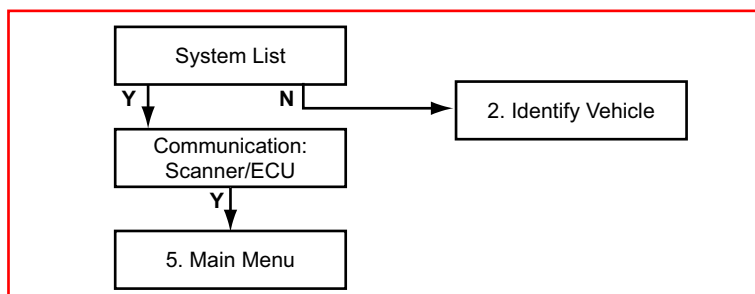 System List
Y
N
2. Identify Vehicle
Communication:
Scanner/ECU
Y
5. Main Menu